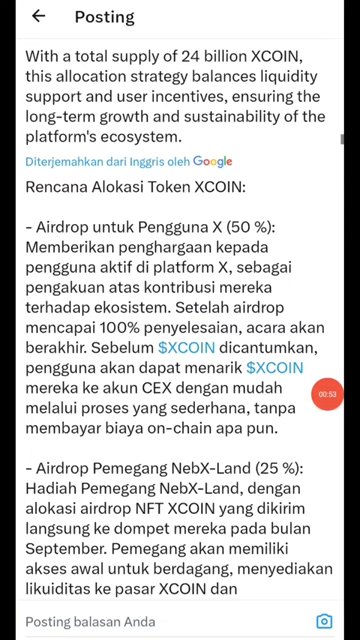 Posting
With a total supply of 24 billion XCOIN,
this allocation strategy balances liquidity
support and user incentives, ensuring the
long-term growth and sustainability of the
platform's ecosystem.
Diterjemahkan dari Inggris oleh Google
Rencana Alokasi Token XCOIN:
- Airdrop untuk Pengguna X (50 %):
Memberikan penghargaan kepada
pengguna aktif di platform X, sebagai
pengakuan atas kontribusi mereka
terhadap ekosistem. Setelah airdrop
mencapai 100% penyelesaian, acara akan
berakhir. Sebelum $XCOIN dicantumkan,
pengguna akan dapat menarik $XCOIN
mereka ke akun CEX dengan mudah
00:53
melalui proses yang sederhana, tanpa
membayar biaya on-chain apa pun.
- Airdrop Pemegang NebX-Land (25 %):
Hadiah Pemegang NebX-Land, dengan
alokasi airdrop NFT XCOIN yang dikirim
langsung ke dompet mereka pada bulan
September. Pemegang akan memiliki
akses awal untuk berdagang, menyediakan
likuiditas ke pasar XCOIN dan
Posting balasan Anda